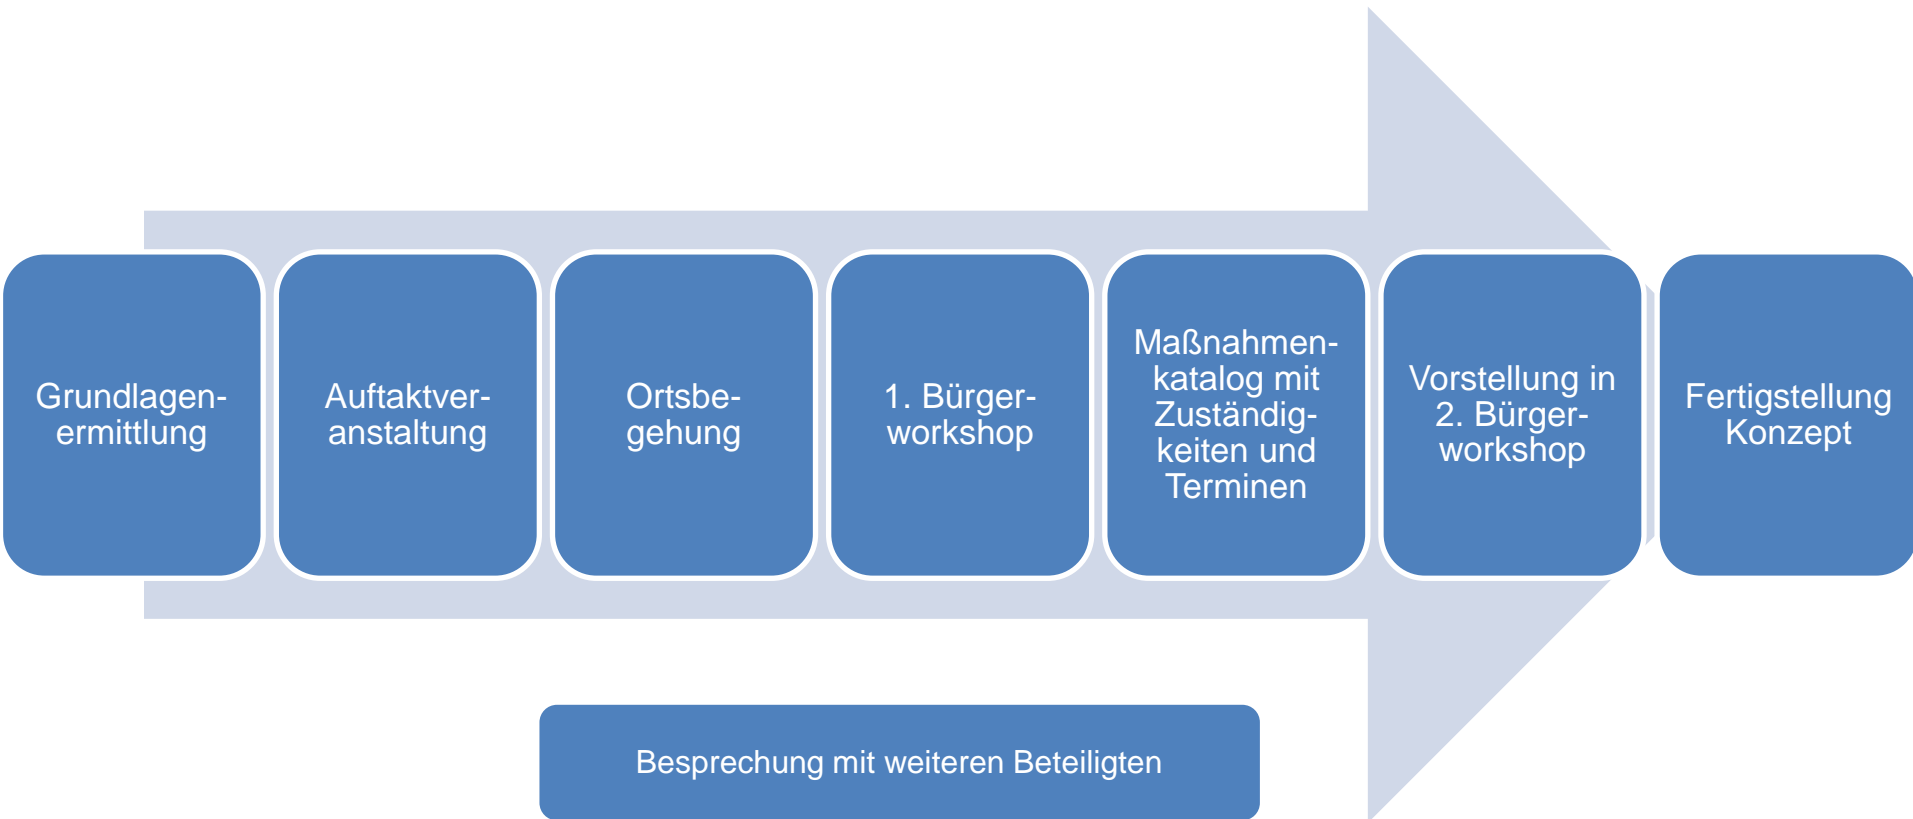 Grundlagen-
ermittlung
Auftaktver-
anstaltung
Ortsbe-
gehung
1. Bürger-
workshop
Maßnahmen-
katalog mit
Zuständig-
keiten und
Terminen
Vorstellung in
2. Bürger-
workshop
Fertigstellung
Konzept
Besprechung mit weiteren Beteiligten